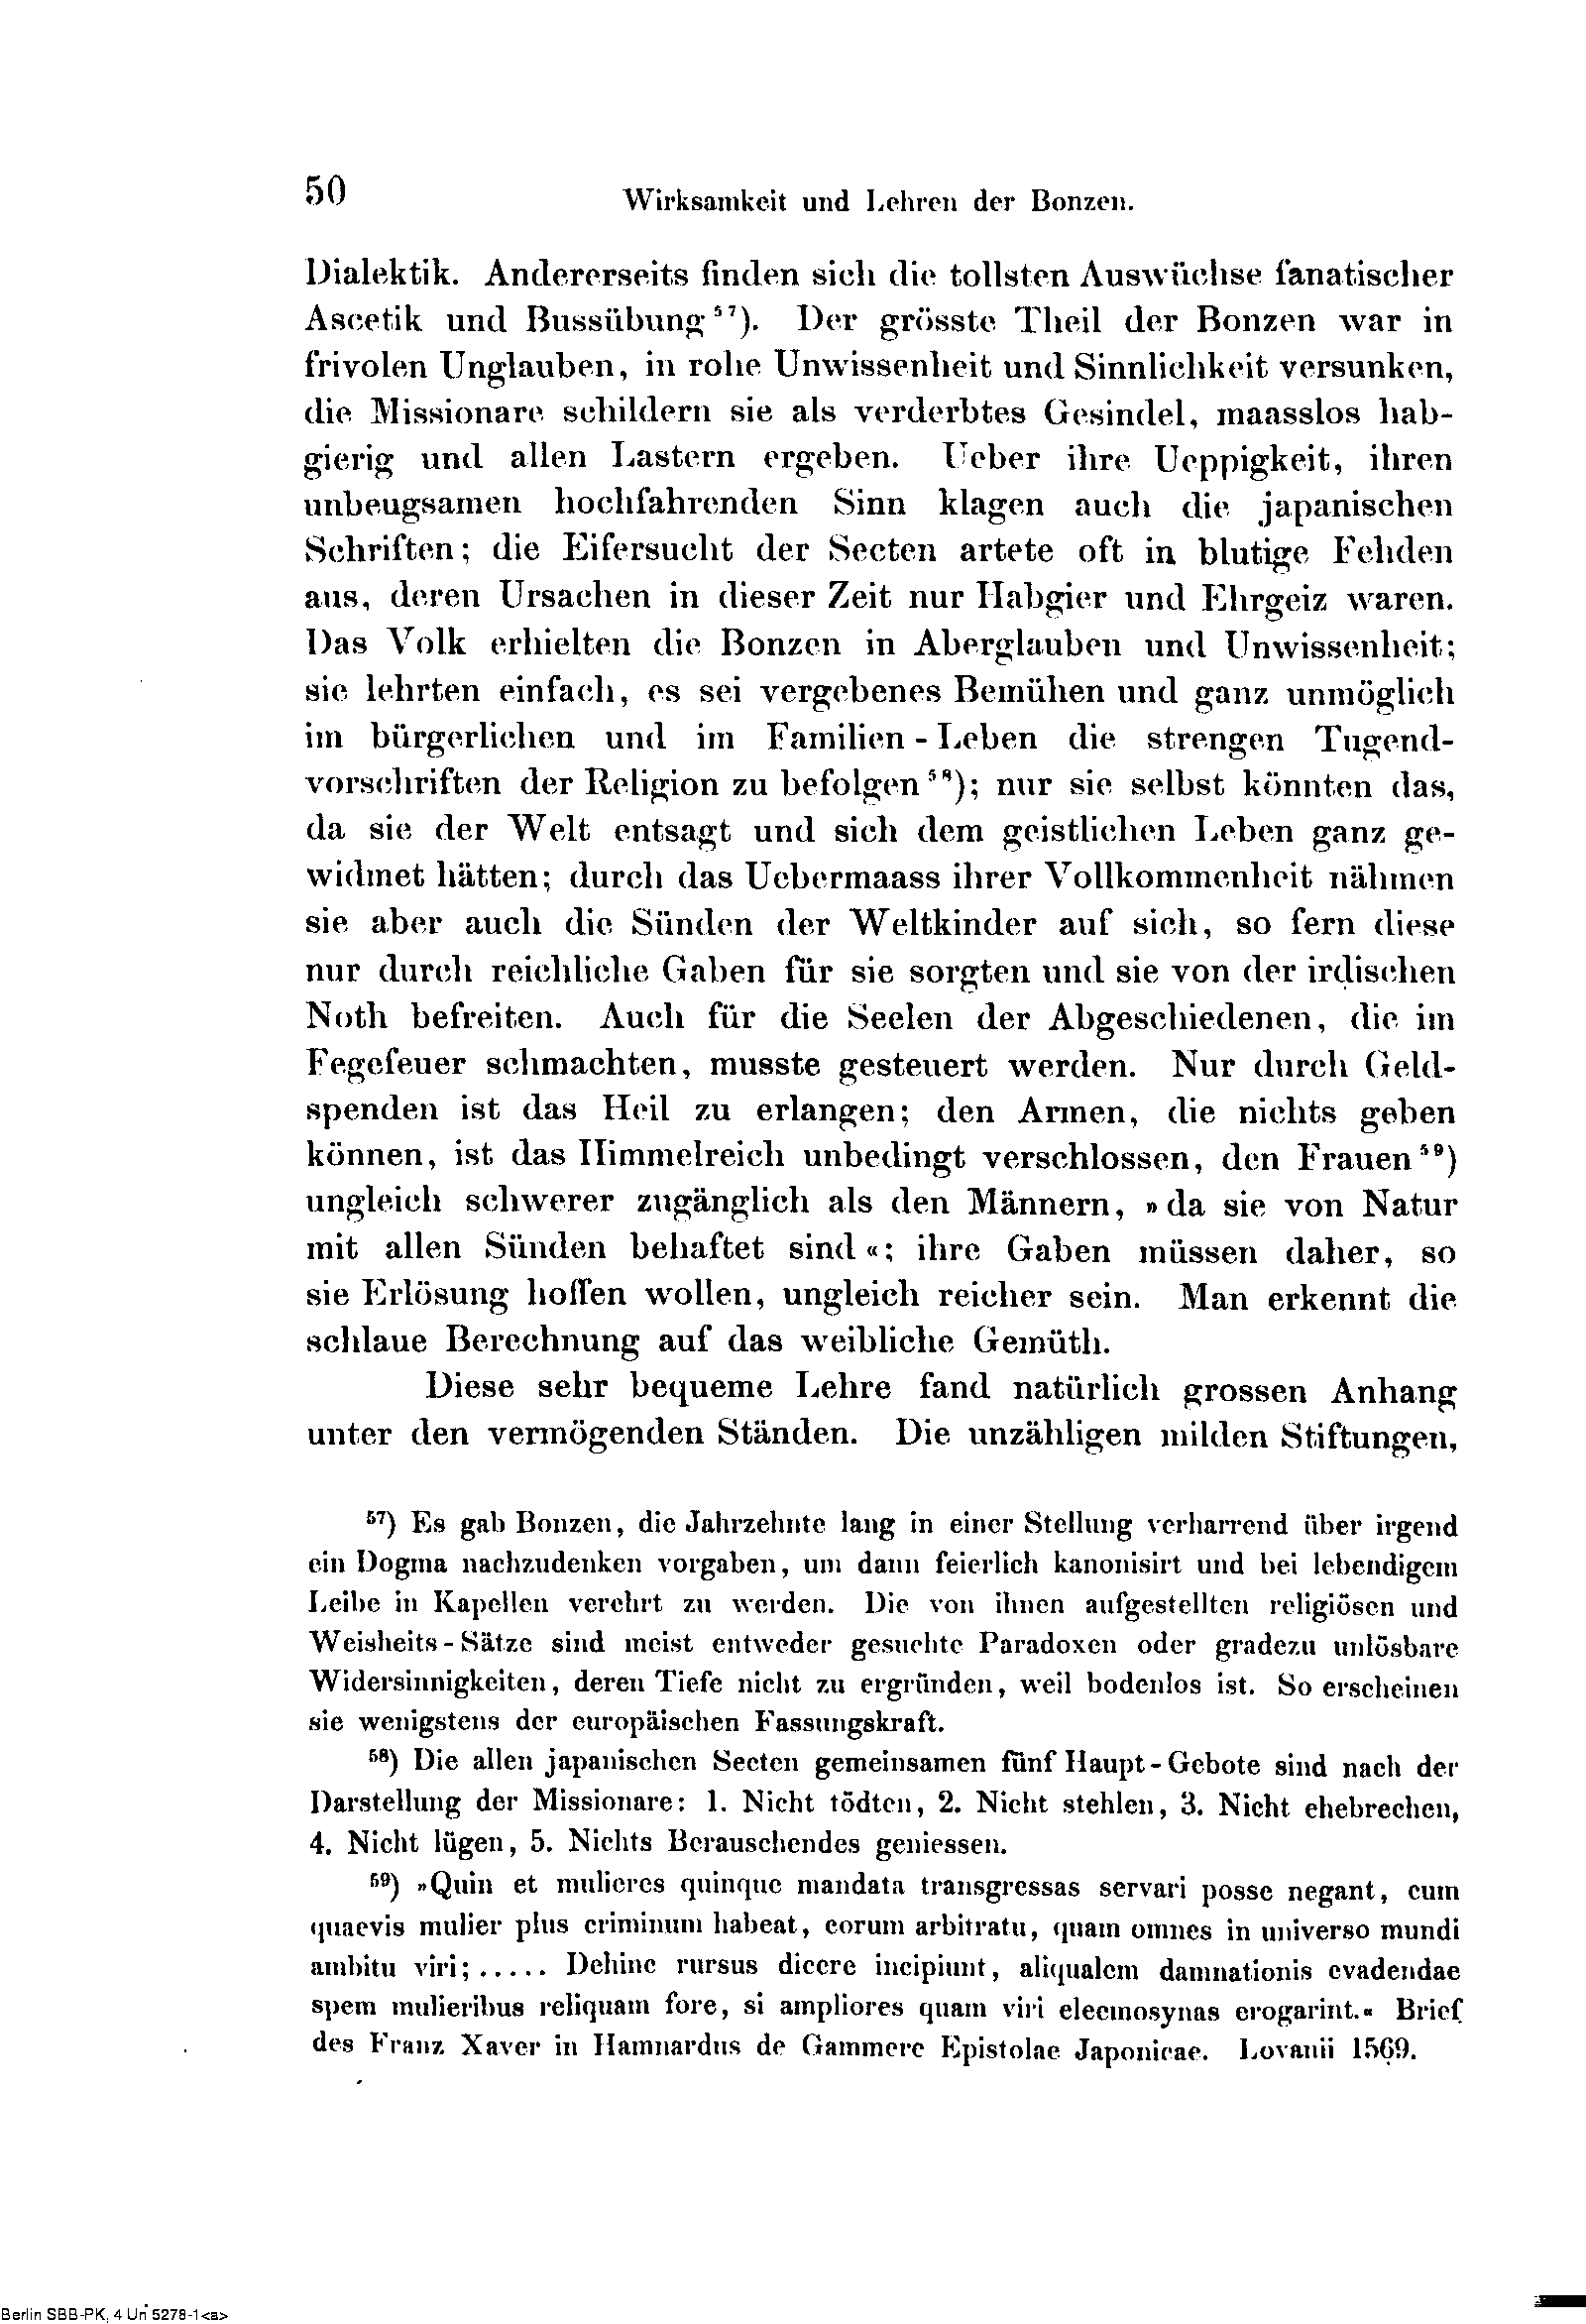 50
Wirksamkeit und Lehren der Bonzen.
Dialektik. Andererseits finden sich die tollsten Auswüchse fanatischer
Ascetik und Bussübung⁵⁷). Der grösste Theil der Bonzen war in
frivolen Unglauben, in rohe Unwissenheit und Sinnlichkeit versunken,
die Missionare schildern sie als verderbtes Gesindel, maasslos hab-
gierig und allen Lastern ergeben. Ueber ihre Ueppigkeit, ihren
unbeugsamen hochfahrenden Sinn klagen auch die japanischen
Schriften; die Eifersucht der Secten artete oft in blutige Fehden
aus, deren Ursachen in dieser Zeit nur Habgier und Ehrgeiz waren.
Das Volk erhielten die Bonzen in Aberglauben und Unwissenheit;
sie lehrten einfach, es sei vergebenes Bemühen und ganz unmöglich
im bürgerlichen und im Familien-Leben die strengen Tugend-
vorschriften der Religion zu befolgen⁵⁸); nur sie selbst könnten das,
da sie der Welt entsagt und sich dem geistlichen Leben ganz ge-
widmet hätten; durch das Uebermaass ihrer Vollkommenheit nähmen
sie aber auch die Sünden der Weltkinder auf sich, so fern diese
nur durch reichliche Gaben für sie sorgten und sie von der irdischen
Noth befreiten. Auch für die Seelen der Abgeschiedenen, die im
Fegefeuer schmachten, musste gesteuert werden. Nur durch Geld-
spenden ist das Heil zu erlangen; den Armen, die nichts geben
können, ist das Himmelreich unbedingt verschlossen, den Frauen⁵⁹)
ungleich schwerer zugänglich als den Männern, »da sie von Natur
mit allen Sünden behaftet sind«; ihre Gaben müssen daher, so
sie Erlösung hoffen wollen, ungleich reicher sein. Man erkennt die
schlaue Berechnung auf das weibliche Gemüth.
Diese sehr bequeme Lehre fand natürlich grossen Anhang
unter den vermögenden Ständen. Die unzähligen milden Stiftungen,
⁵⁷) Es gab Bonzen, die Jahrzehnte lang in einer Stellung verharrend über irgend
ein Dogma nachzudenken vorgaben, um dann feierlich kanonisirt und bei lebendigem
Leibe in Kapellen verehrt zu werden. Die von ihnen aufgestellten religiösen und
Weisheits-Sätze sind meist entweder gesuchte Paradoxen oder gradezu unlösbare
Widersinnigkeiten, deren Tiefe nicht zu ergründen, weil bodenlos ist. So erscheinen
sie wenigstens der europäischen Fassungskraft.
⁵⁸) Die allen japanischen Secten gemeinsamen fünf Haupt-Gebote sind nach der
Darstellung der Missionare: 1. Nicht tödten, 2. Nicht stehlen, 3. Nicht ehebrechen,
4. Nicht lügen, 5. Nichts Berauschendes geniessen.
⁵⁹) »Quin et mulieres quinque mandata transgressas servari posse negant, cum
quaevis mulier plus criminum habeat, eorum arbitratu, quam omnes in universo mundi
ambitu viri; ..... Dehinc rursus dicere incipiunt, aliqualem damnationis evadendae
spem mulieribus reliquam fore, si ampliores quam viri eleemosynas erogarint.« Brief
des Franz Xaver in Hamnardus de Gammere Epistolae Japonicae. Lovanii 1569.
Berlin SBB-PK, 4 Un 5278-1<a>